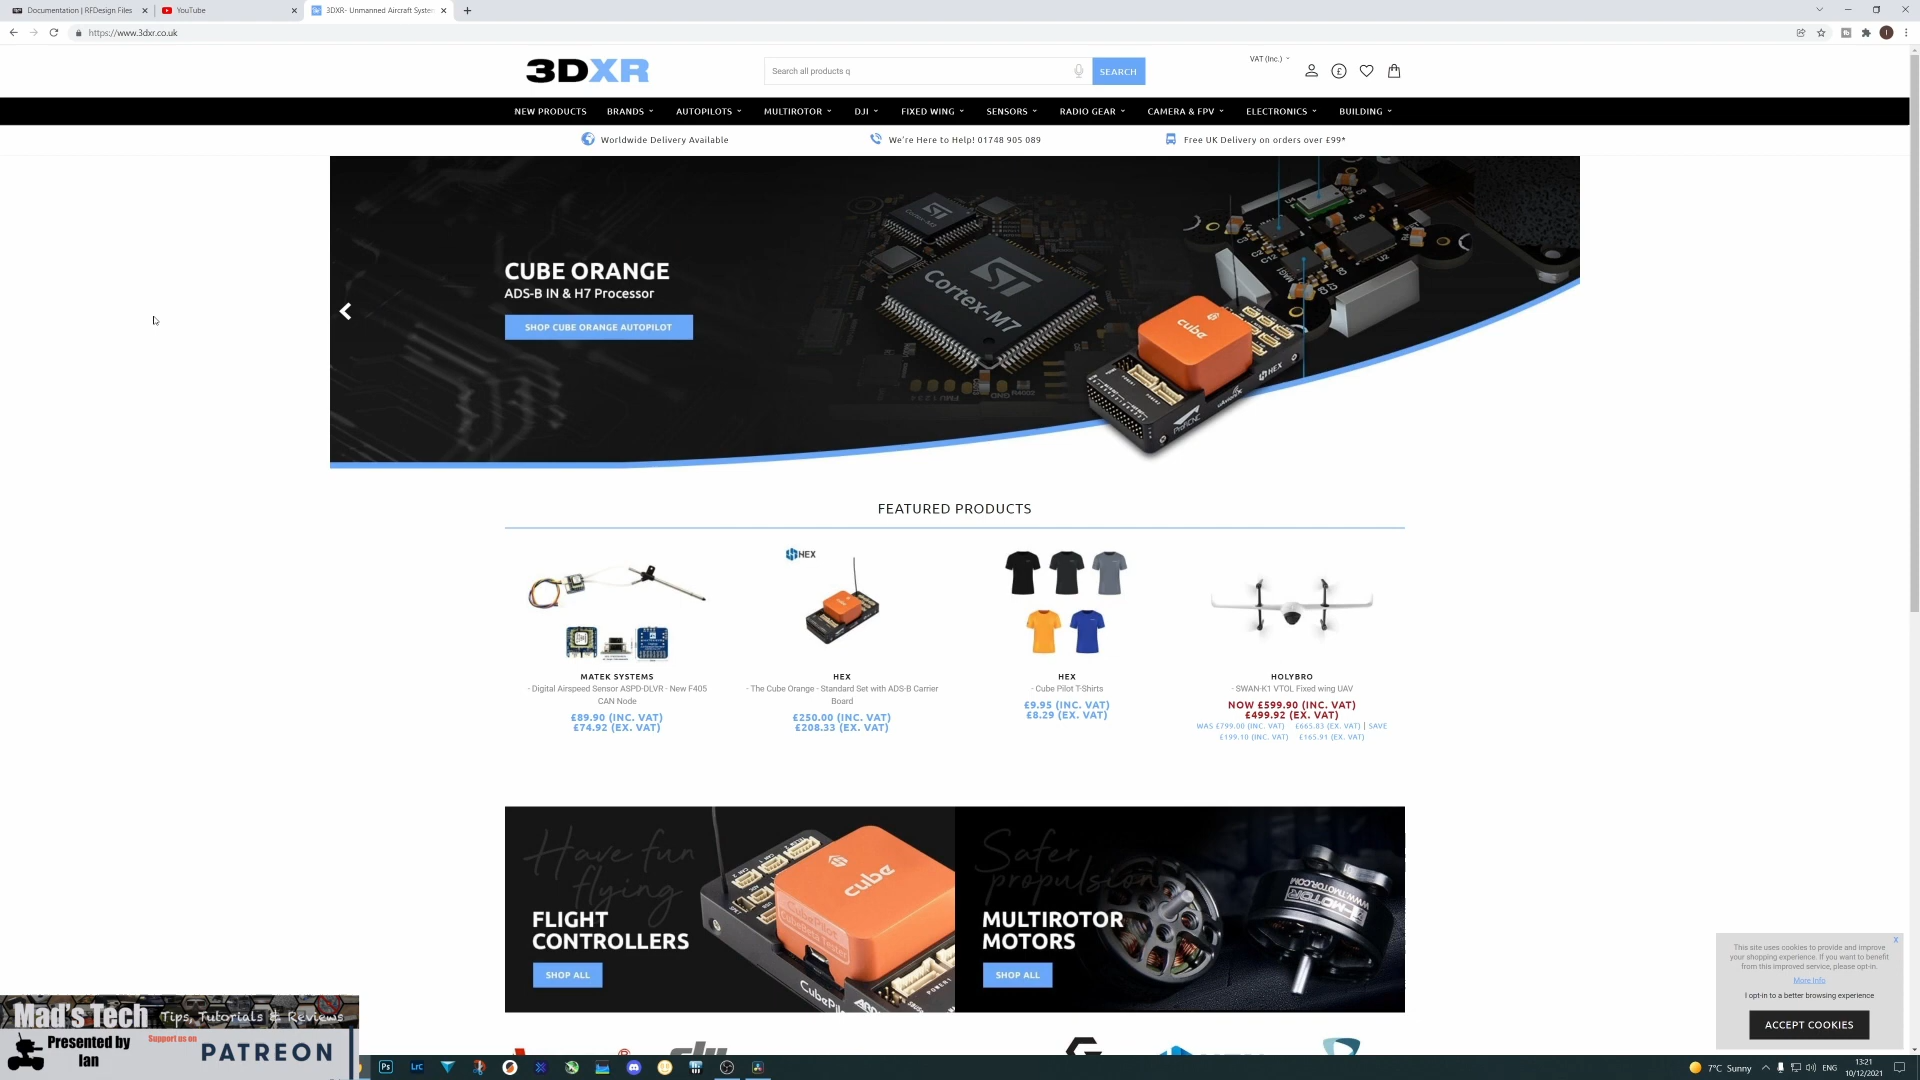 Documentation | RFDesign Files
YouTube
3DXR- Unmanned Aircraft System
https://www.3dxr.co.uk
3DXR
Search all products q
SEARCH
VAT (Inc.)
NEW PRODUCTS BRANDS AUTOPILOTS MULTIROTOR DJI FIXED WING SENSORS RADIO GEAR CAMERA & FPV ELECTRONICS BUILDING
Worldwide Delivery Available
We're Here to Help! 01748 905 089
Free UK Delivery on orders over £99*
CUBE ORANGE
ADS-B IN & H7 Processor
SHOP CUBE ORANGE AUTOPILOT
Cortex-M7
cube
HEX
ProfiCNC
FEATURED PRODUCTS
HEX
MATEK SYSTEMS
- Digital Airspeed Sensor ASPD-DLVR - New F405
CAN Node
£89.90 (INC. VAT)
£74.92 (EX. VAT)
HEX
- The Cube Orange - Standard Set with ADS-B Carrier
Board
£250.00 (INC. VAT)
£208.33 (EX. VAT)
HEX
- Cube Pilot T-Shirts
£9.95 (INC. VAT)
£8.29 (EX. VAT)
HOLYBRO
- SWAN-K1 VTOL Fixed wing UAV
NOW £599.90 (INC. VAT)
£499.92 (EX. VAT)
WAS £799.00 (INC. VAT) £665.83 (EX. VAT) | SAVE
£199.10 (INC. VAT) £165.91 (EX. VAT)
Have fun
flying
FLIGHT
CONTROLLERS
SHOP ALL
cube
Safer
propulsion
MULTIROTOR
MOTORS
SHOP ALL
T-MOTOR
This site uses cookies to provide and improve
your shopping experience. If you want to benefit
from this improved service, please opt-in.
More Info
I opt-in to a better browsing experience
ACCEPT COOKIES
X
Mad's Tech Tips, Tutorials & Reviews
Presented by
Ian
Support us on
PATREON
7°C Sunny
ENG
13:21
10/12/2021